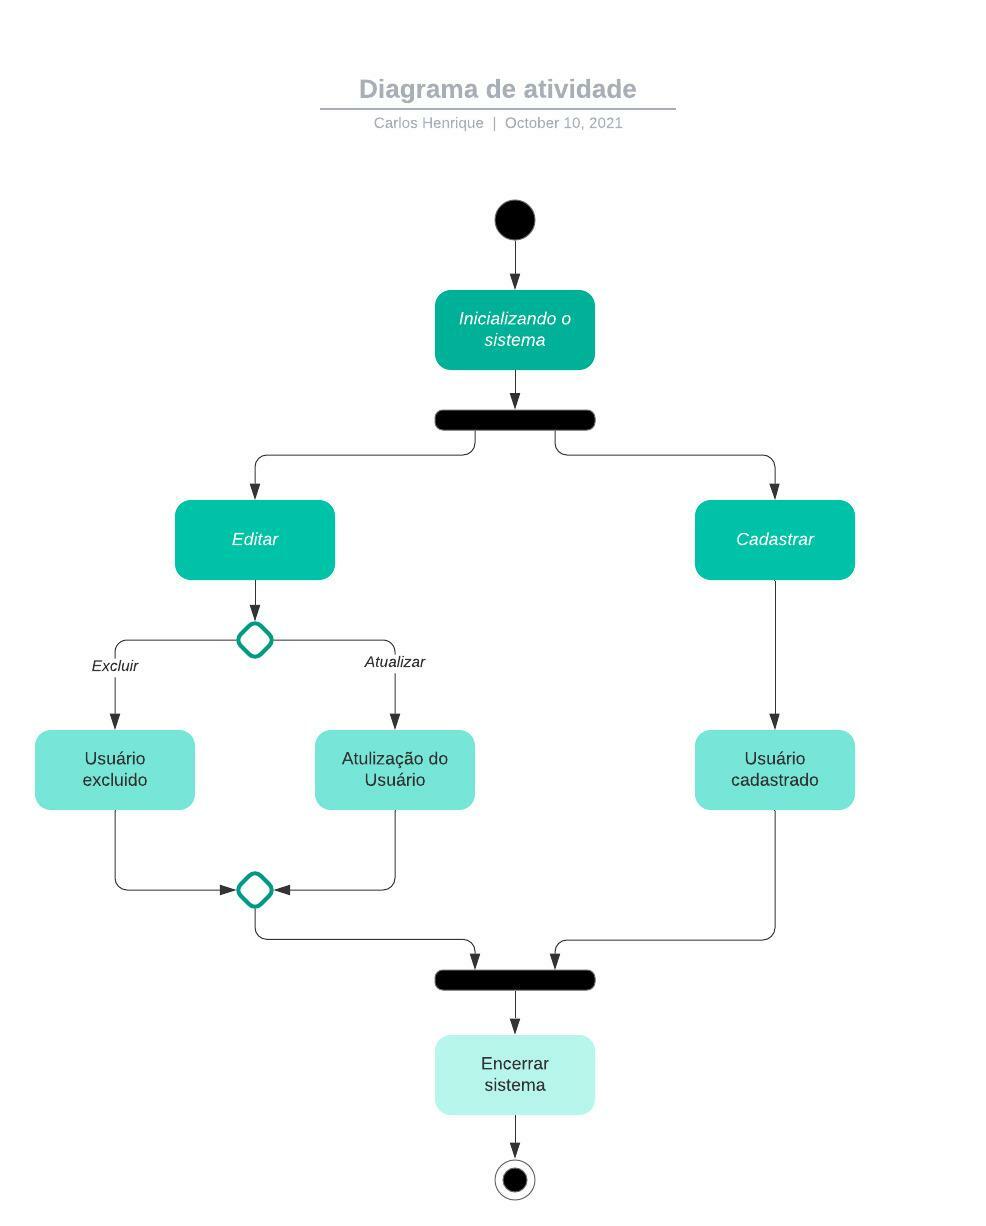 Diagrama de atividade
Carlos Henrique | October 10, 2021
Inicializando o
sistema
Editar
Cadastrar
Excluir
Atualizar
Usuário
excluido
Atulização do
Usuário
Usuário
cadastrado
Encerrar
sistema